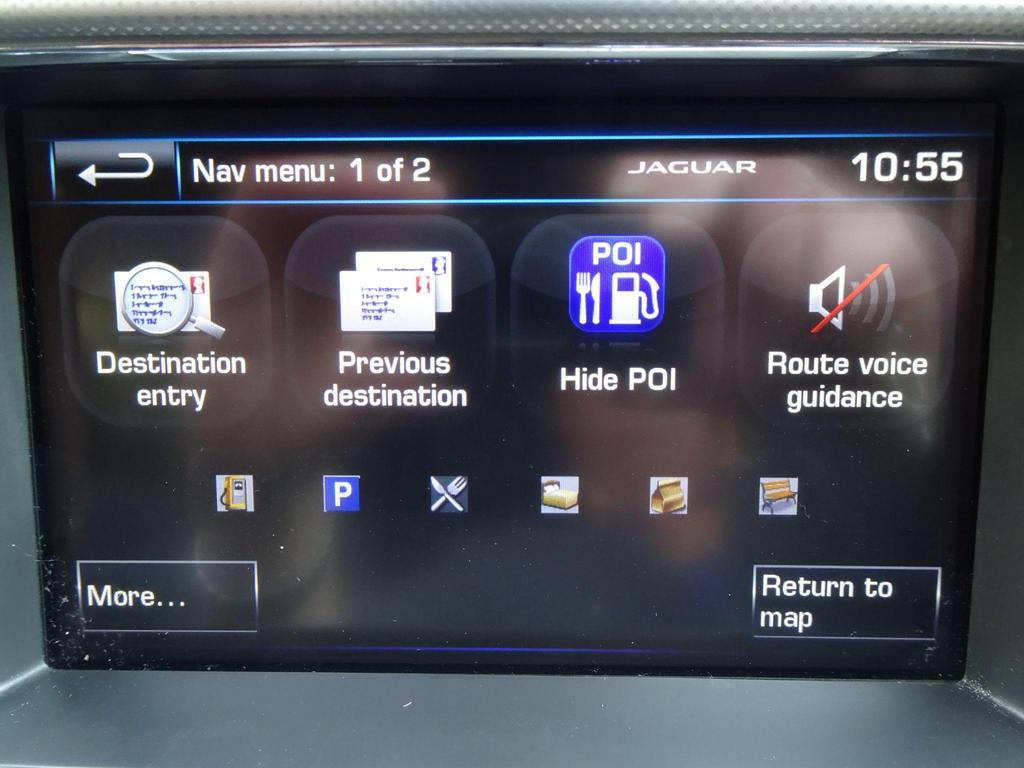 Nav menu: 1 of 2
JAGUAR
10:55
POI
Destination
entry
Previous
destination
Hide POI
Route voice
guidance
P
More...
Return to
map